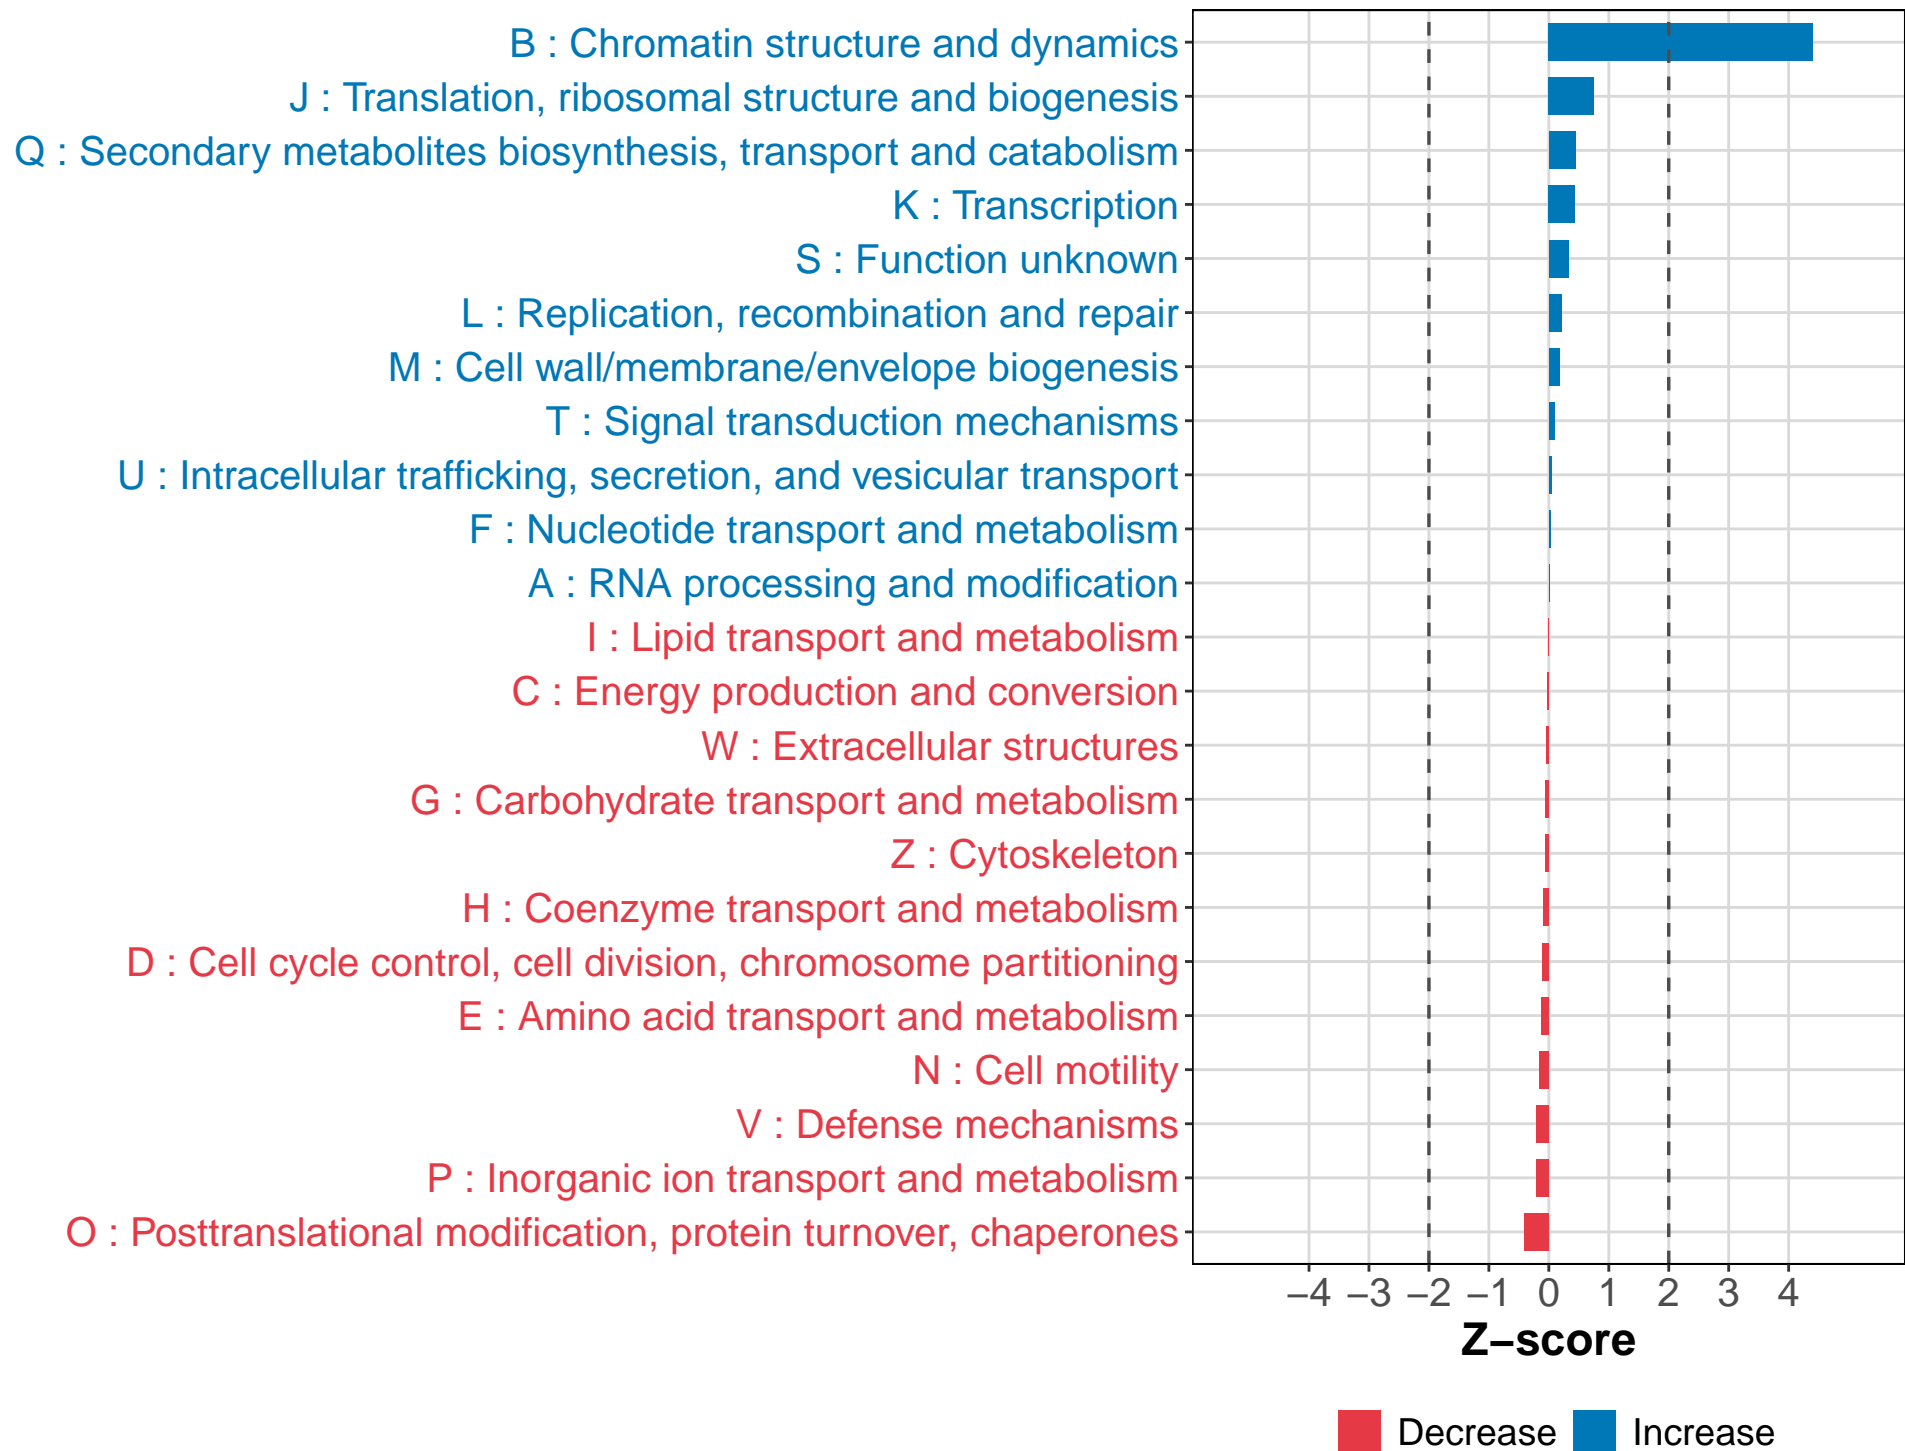 B : Chromatin structure and dynamics
J : Translation, ribosomal structure and biogenesis
Q : Secondary metabolites biosynthesis, transport and catabolism
K : Transcription
S : Function unknown
L : Replication, recombination and repair
M : Cell wall/membrane/envelope biogenesis
T : Signal transduction mechanisms
U : Intracellular trafficking, secretion, and vesicular transport
F : Nucleotide transport and metabolism
A : RNA processing and modification
I : Lipid transport and metabolism
C : Energy production and conversion
W : Extracellular structures
G : Carbohydrate transport and metabolism
Z : Cytoskeleton
H : Coenzyme transport and metabolism
D : Cell cycle control, cell division, chromosome partitioning
E : Amino acid transport and metabolism
N : Cell motility
V : Defense mechanisms
P : Inorganic ion transport and metabolism
O : Posttranslational modification, protein turnover, chaperones
−4 −3 −2 −1 0 1 2 3 4
Z−score
Decrease Increase